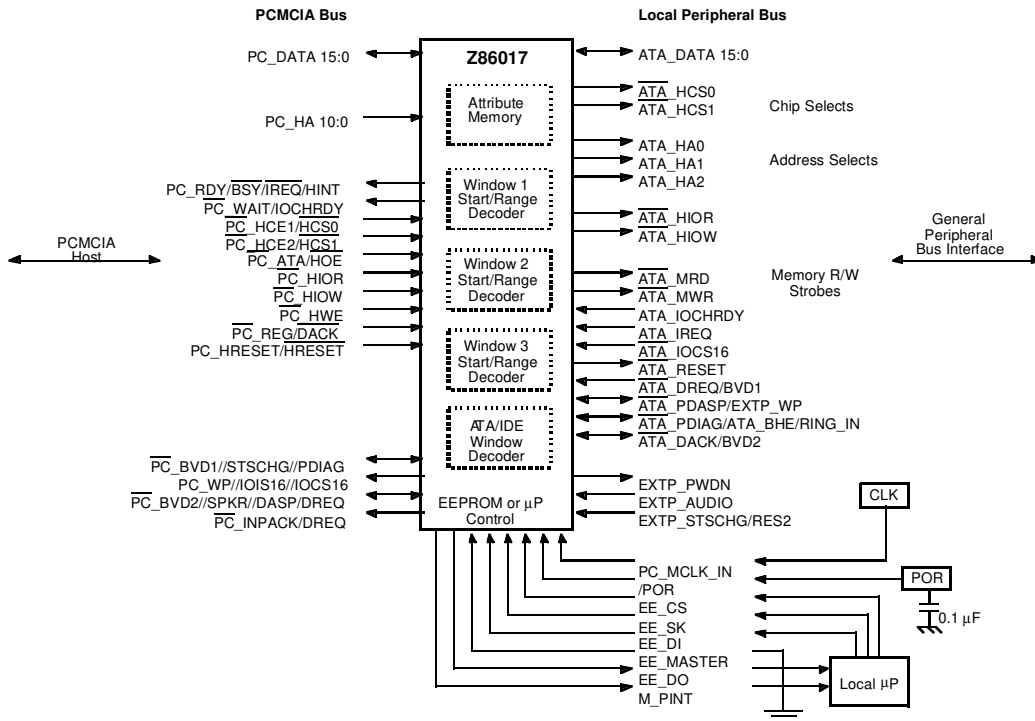 PCMCIA Bus
Local Peripheral Bus
Z86017
PC_DATA 15:0
ATA_DATA 15:0
Attribute
Memory
ATA_HCS0
ATA_HCS1
Chip Selects
PC_HA 10:0
ATA_HA0
ATA_HA1
ATA_HA2
Address Selects
Window 1
Start/Range
Decoder
PC_RDY/BSY/IREQ/HINT
PC_WAIT/IOCHRDY
PC_HCE1/HCS0
PC_HCE2/HCS1
PC_ATA/HOE
PC_HIOR
PC_HIOW
PC_HWE
PC_REG/DACK
PC_HRESET/HRESET
PCMCIA
Host
ATA_HIOR
ATA_HIOW
General
Peripheral
Bus Interface
Window 2
Start/Range
Decoder
ATA_MRD
ATA_MWR
Memory R/W
Strobes
ATA_IOCHRDY
ATA_IREQ
ATA_IOCS16
ATA_RESET
ATA_DREQ/BVD1
ATA_PDASP/EXTP_WP
ATA_PDIAG/ATA_BHE/RING_IN
ATA_DACK/BVD2
Window 3
Start/Range
Decoder
ATA/IDE
Window
Decoder
PC_BVD1//STSCHG//PDIAG
PC_WP//IOIS16//IOCS16
PC_BVD2//SPKR//DASP/DREQ
PC_INPACK/DREQ
EEPROM or μP
Control
EXTP_PWDN
EXTP_AUDIO
EXTP_STSCHG/RES2
CLK
PC_MCLK_IN
/POR
POR
0.1 μF
EE_CS
EE_SK
EE_DI
EE_MASTER
EE_DO
M_PINT
Local μP